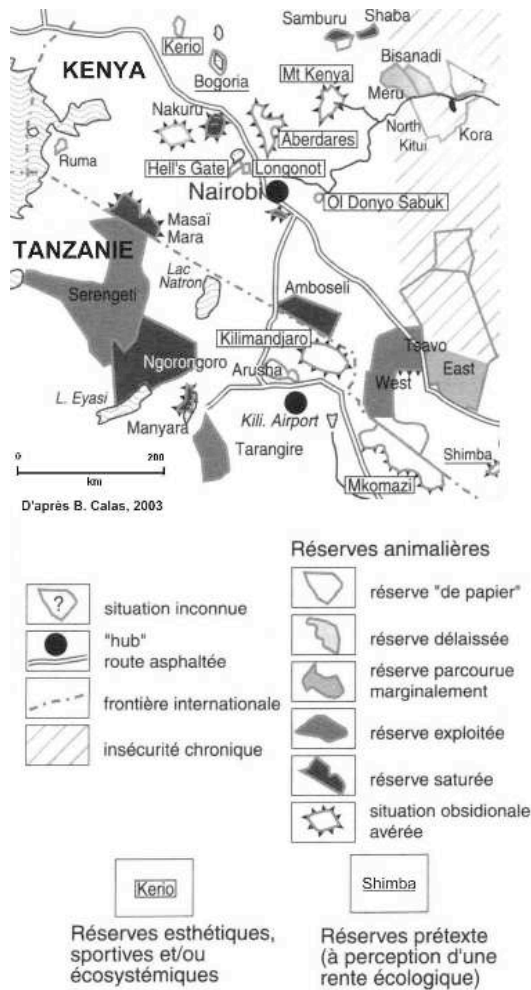 Samburu
Shaba
Kerio
KENYA
Bogoria
Mt Kenya
Bisanadi
Meru
Nakuru
Aberdares
North
Kitui
Kora
Ruma
Hell's Gate
Longonot
Nairobi
Ol Donyo Sabuk
Masaï
Mara
TANZANIE
Lac
Natron
Amboseli
Serengeti
Kilimandjaro
Tsavo
Ngorongoro
Arusha
West
East
L. Eyasi
Manyara
Kili. Airport
Tarangire
Shimba
Mkomazi
0 200
km
D'après B. Calas, 2003
Réserves animalières
?
situation inconnue
"hub"
route asphaltée
frontière internationale
insécurité chronique
réserve "de papier"
réserve délaissée
réserve parcourue
marginalement
réserve exploitée
réserve saturée
situation obsidionale
avérée
Kerio
Réserves esthétiques,
sportives et/ou
écosystémiques
Shimba
Réserves prétexte
(à perception d'une
rente écologique)